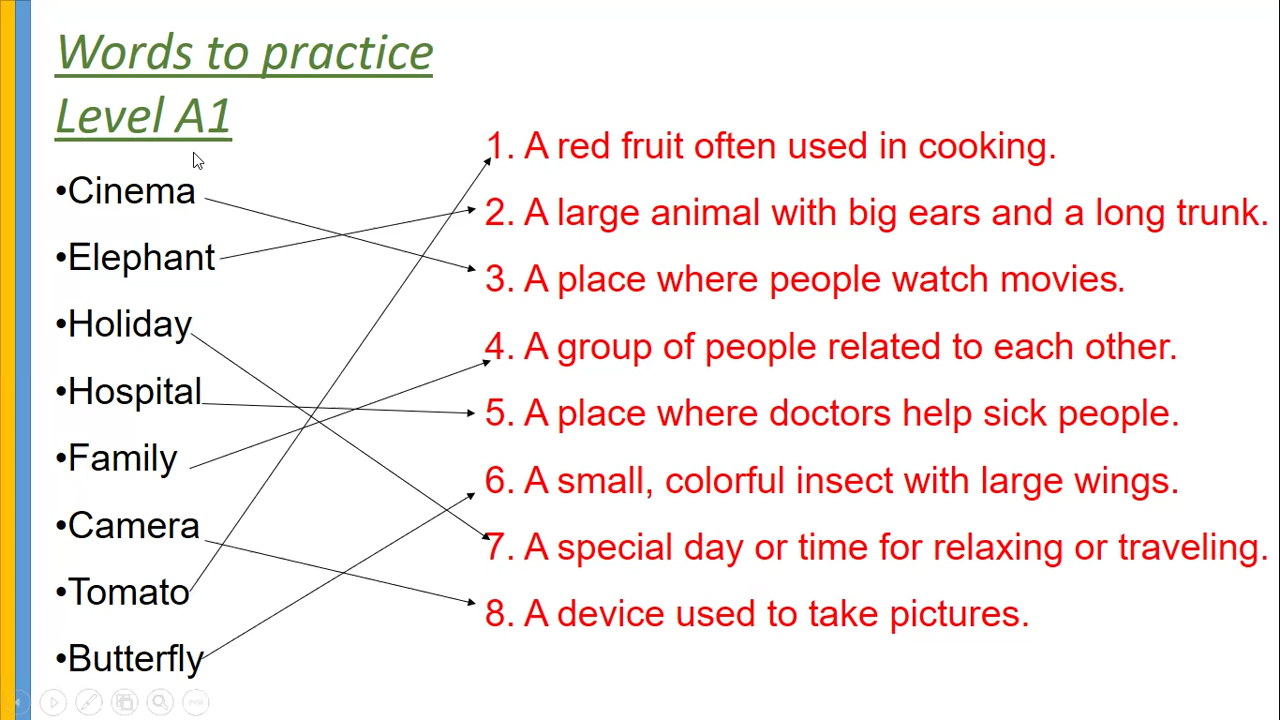 Words to practice
Level A1
•Cinema
•Elephant
•Holiday
•Hospital
•Family
•Camera
•Tomato
•Butterfly
1. A red fruit often used in cooking.
2. A large animal with big ears and a long trunk.
3. A place where people watch movies.
4. A group of people related to each other.
5. A place where doctors help sick people.
6. A small, colorful insect with large wings.
7. A special day or time for relaxing or traveling.
8. A device used to take pictures.